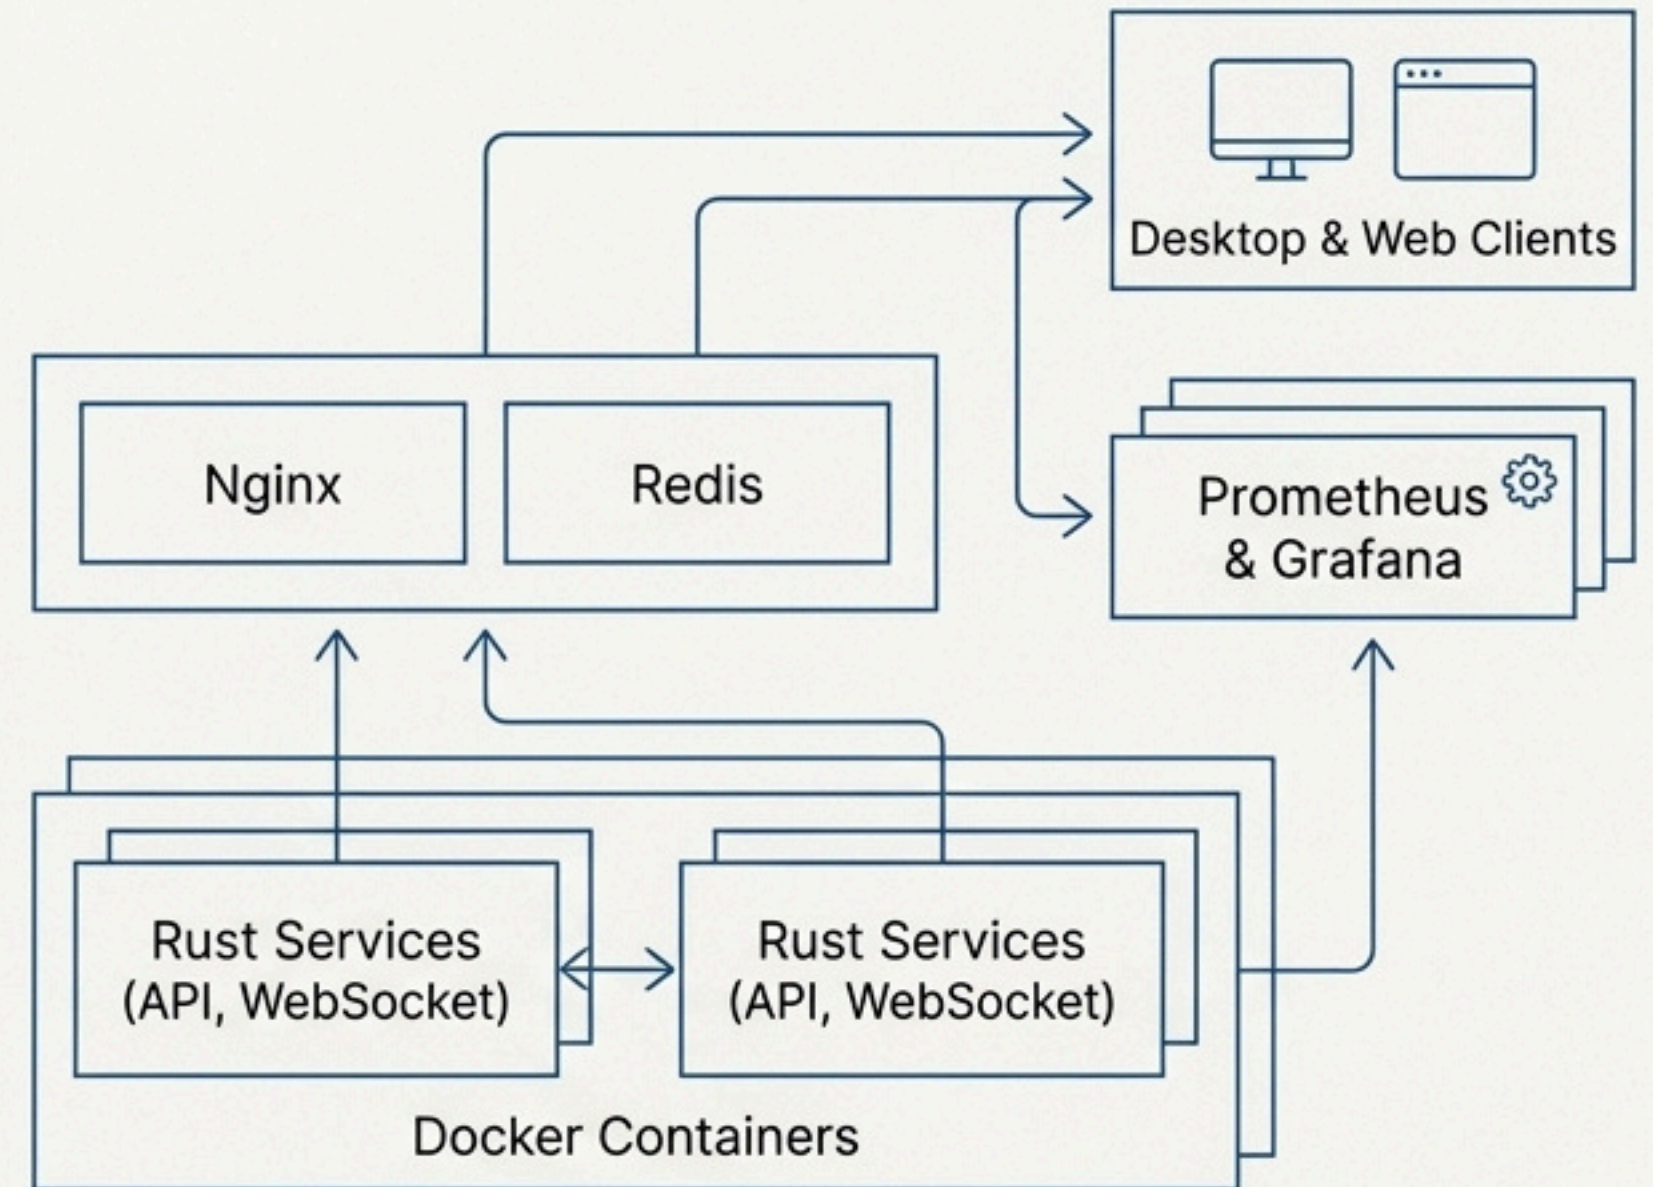 Desktop & Web Clients
Nginx
Redis
Prometheus
& Grafana
Rust Services
(API, WebSocket)
Rust Services
(API, WebSocket)
Docker Containers